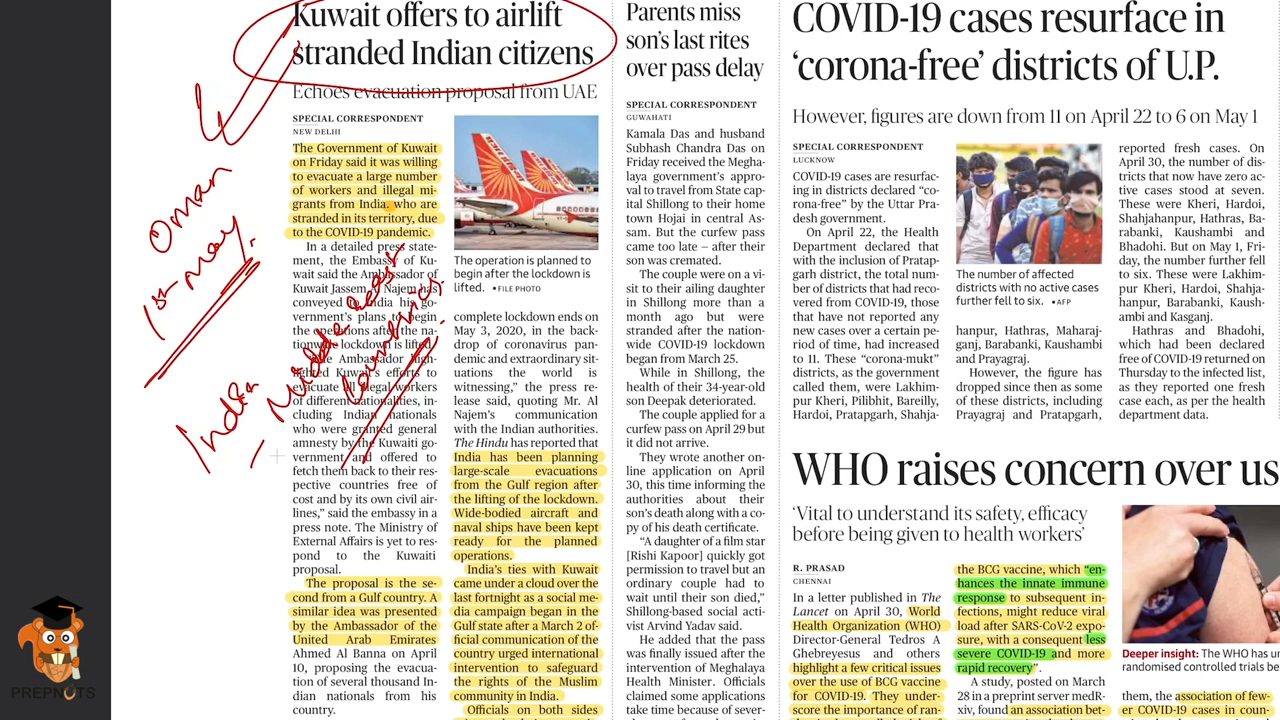 Kuwait offers to airlift
stranded Indian citizens
Echoes evacuation proposal from UAE
SPECIAL CORRESPONDENT
NEW DELHI
The Government of Kuwait
on Friday said it was willing
to evacuate a large number
of workers and illegal mi-
grants from India, who are
stranded in its territory, due
to the COVID-19 pandemic.
In a detailed press state-
ment, the Embassy of Ku-
wait said the Ambassador of
Kuwait Jassem Al Najem has
conveyed to India his go-
vernment's plans to begin
the operations after the na-
tionwide lockdown is lifted.
the Ambassador high-
lighted Kuwait's efforts to
evacuate all illegal workers
of different nationalities, in-
cluding Indian nationals
who were granted general
amnesty by the Kuwaiti go-
vernment and offered to
fetch them back to their res-
pective countries free of
cost and by its own civil air-
lines," said the embassy in a
press note. The Ministry of
External Affairs is yet to res-
pond to the Kuwaiti
proposal.
The proposal is the se-
cond from a Gulf country. A
similar idea was presented
by the Ambassador of the
United Arab Emirates
Ahmed Al Banna on April
10, proposing the evacua-
tion of several thousand In-
dian nationals from his
country.
The operation is planned to
begin after the lockdown is
lifted. ▪FILE PHOTO
complete lockdown ends on
May 3, 2020, in the back-
drop of coronavirus pan-
demic and extraordinary sit-
uations the world is
witnessing," the press re-
lease said, quoting Mr. Al
Najem's communication
with the Indian authorities.
The Hindu has reported that
India has been planning
large-scale evacuations
from the Gulf region after
the lifting of the lockdown.
Wide-bodied aircraft and
naval ships have been kept
ready for the planned
operations.
India's ties with Kuwait
came under a cloud over the
last fortnight as a social me-
dia campaign began in the
Gulf state after a March 2 of-
ficial communication of the
country urged international
intervention to safeguard
the rights of the Muslim
community in India.
Officials on both sides
Oman
1st May.
India
Middle east
Countries.
Parents miss
son's last rites
over pass delay
SPECIAL CORRESPONDENT
GUWAHATI
Kamala Das and husband
Subhash Chandra Das on
Friday received the Megha-
laya government's appro-
val to travel from State cap-
ital Shillong to their home
town Hojai in central As-
sam. But the curfew pass
came too late – after their
son was cremated.
The couple were on a vi-
sit to their ailing daughter
in Shillong more than a
month ago but were
stranded after the nation-
wide COVID-19 lockdown
began from March 25.
While in Shillong, the
health of their 34-year-old
son Deepak deteriorated.
The couple applied for a
curfew pass on April 29 but
it did not arrive.
They wrote another on-
line application on April
30, this time informing the
authorities about their
son's death along with a co-
py of his death certificate.
"A daughter of a film star
[Rishi Kapoor] quickly got
permission to travel but an
ordinary couple had to
wait until their son died,"
Shillong-based social acti-
vist Arvind Yadav said.
He added that the pass
was finally issued after the
intervention of Meghalaya
Health Minister. Officials
claimed some applications
take time because of sever-
COVID-19 cases resurface in
'corona-free' districts of U.P.
However, figures are down from 11 on April 22 to 6 on May 1
SPECIAL CORRESPONDENT
LUCKNOW
COVID-19 cases are resurfac-
ing in districts declared "co-
rona-free" by the Uttar Pra-
desh government.
On April 22, the Health
Department declared that
with the inclusion of Pratap-
garh district, the total num-
ber of districts that had reco-
vered from COVID-19, those
that have not reported any
new cases over a certain pe-
riod of time, had increased
to 11. These "corona-mukt"
districts, as the government
called them, were Lakhim-
pur Kheri, Pilibhit, Bareilly,
Hardoi, Pratapgarh, Shahja-
The number of affected
districts with no active cases
further fell to six. ▪AFP
hanpur, Hathras, Maharaj-
ganj, Barabanki, Kaushambi
and Prayagraj.
However, the figure has
dropped since then as some
of these districts, including
Prayagraj and Pratapgarh,
reported fresh cases. On
April 30, the number of dis-
tricts that now have zero ac-
tive cases stood at seven.
These were Kheri, Hardoi,
Shahjahanpur, Hathras, Ba-
rabanki, Kaushambi and
Bhadohi. But on May 1, Fri-
day, the number further fell
to six. These were Lakhim-
pur Kheri, Hardoi, Shahja-
hanpur, Barabanki, Kaush-
ambi and Kasganj.
Hathras and Bhadohi,
which had been declared
free of COVID-19 returned on
Thursday to the infected list,
as they reported one fresh
case each, as per the health
department data.
WHO raises concern over us
'Vital to understand its safety, efficacy
before being given to health workers'
R. PRASAD
CHENNAI
In a letter published in The
Lancet on April 30, World
Health Organization (WHO)
Director-General Tedros A
Ghebreyesus and others
highlight a few critical issues
over the use of BCG vaccine
for COVID-19. They under-
score the importance of ran-
the BCG vaccine, which "en-
hances the innate immune
response to subsequent in-
fections, might reduce viral
load after SARS-CoV-2 expo-
sure, with a consequent less
severe COVID-19 and more
rapid recovery".
A study, posted on March
28 in a preprint server medR-
xiv, found an association bet-
Deeper insight: The WHO has un
randomised controlled trials be
them, the association of few-
er COVID-19 cases in coun-
PREPNUTS